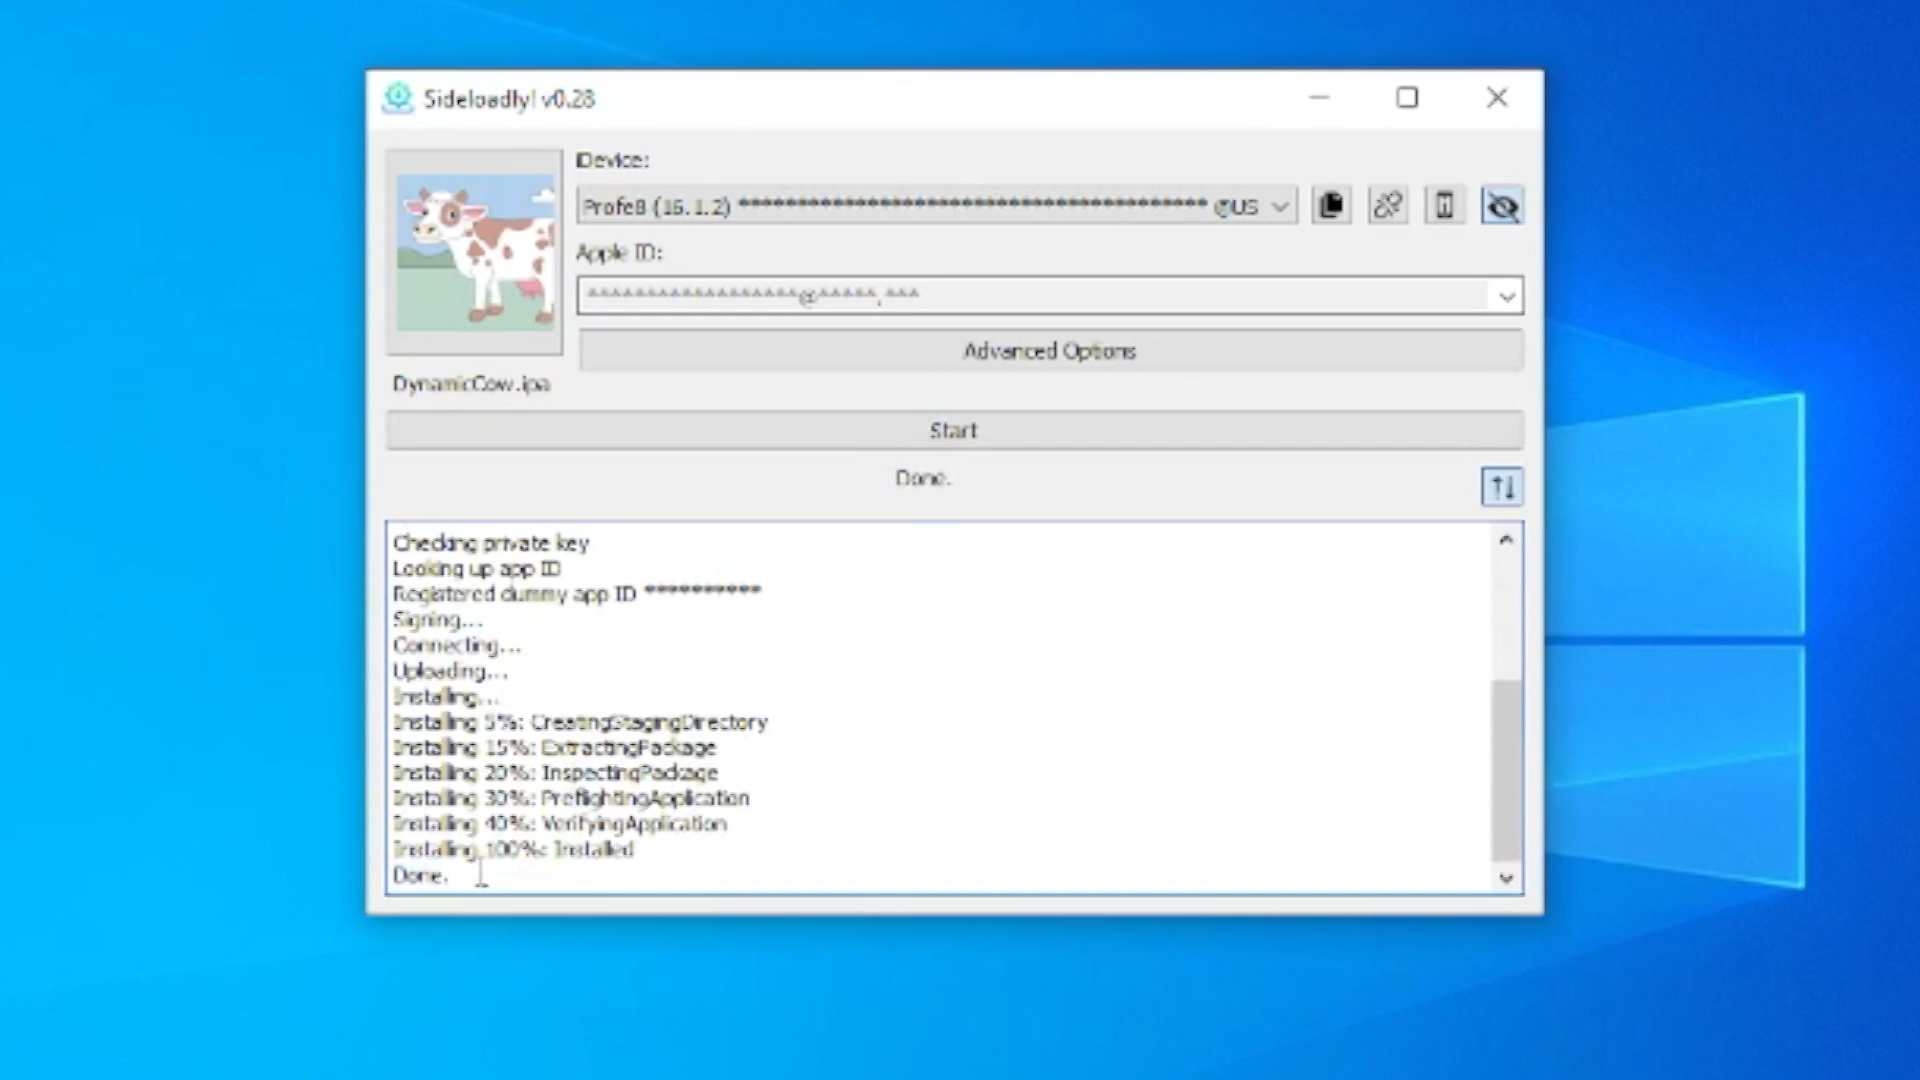 Sideloadly! v0.28
iDevice:
ProfeB (16.1.2) **************************************** @US
Apple ID:
******************@*****.***
Advanced Options
DynamicCow.ipa
Start
Done.
Checking private key
Looking up app ID
Registered dummy app ID **********
Signing...
Connecting...
Uploading...
Installing...
Installing 5%: CreatingStagingDirectory
Installing 15%: ExtractingPackage
Installing 20%: InspectingPackage
Installing 30%: PreflightingApplication
Installing 40%: VerifyingApplication
Installing 100%: Installed
Done.